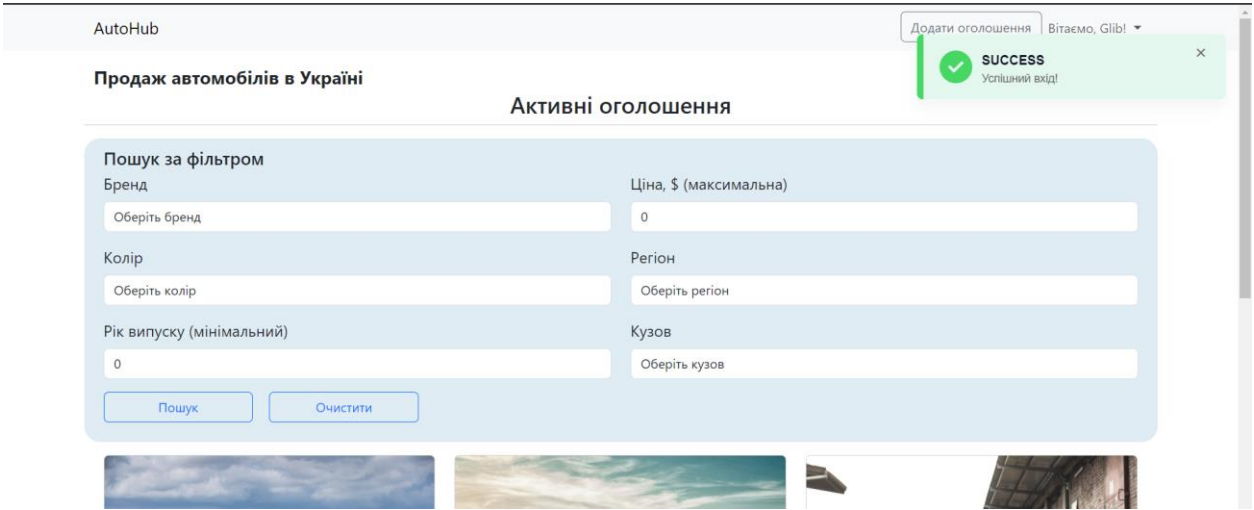 AutoHub
Додати оголошення
Вітаємо, Glib!
SUCCESS
Успішний вхід!
Продаж автомобілів в Україні
Активні оголошення
Пошук за фільтром
Бренд
Ціна, $ (максимальна)
Оберіть бренд
0
Колір
Регіон
Оберіть колір
Оберіть регіон
Рік випуску (мінімальний)
Кузов
0
Оберіть кузов
Пошук
Очистити